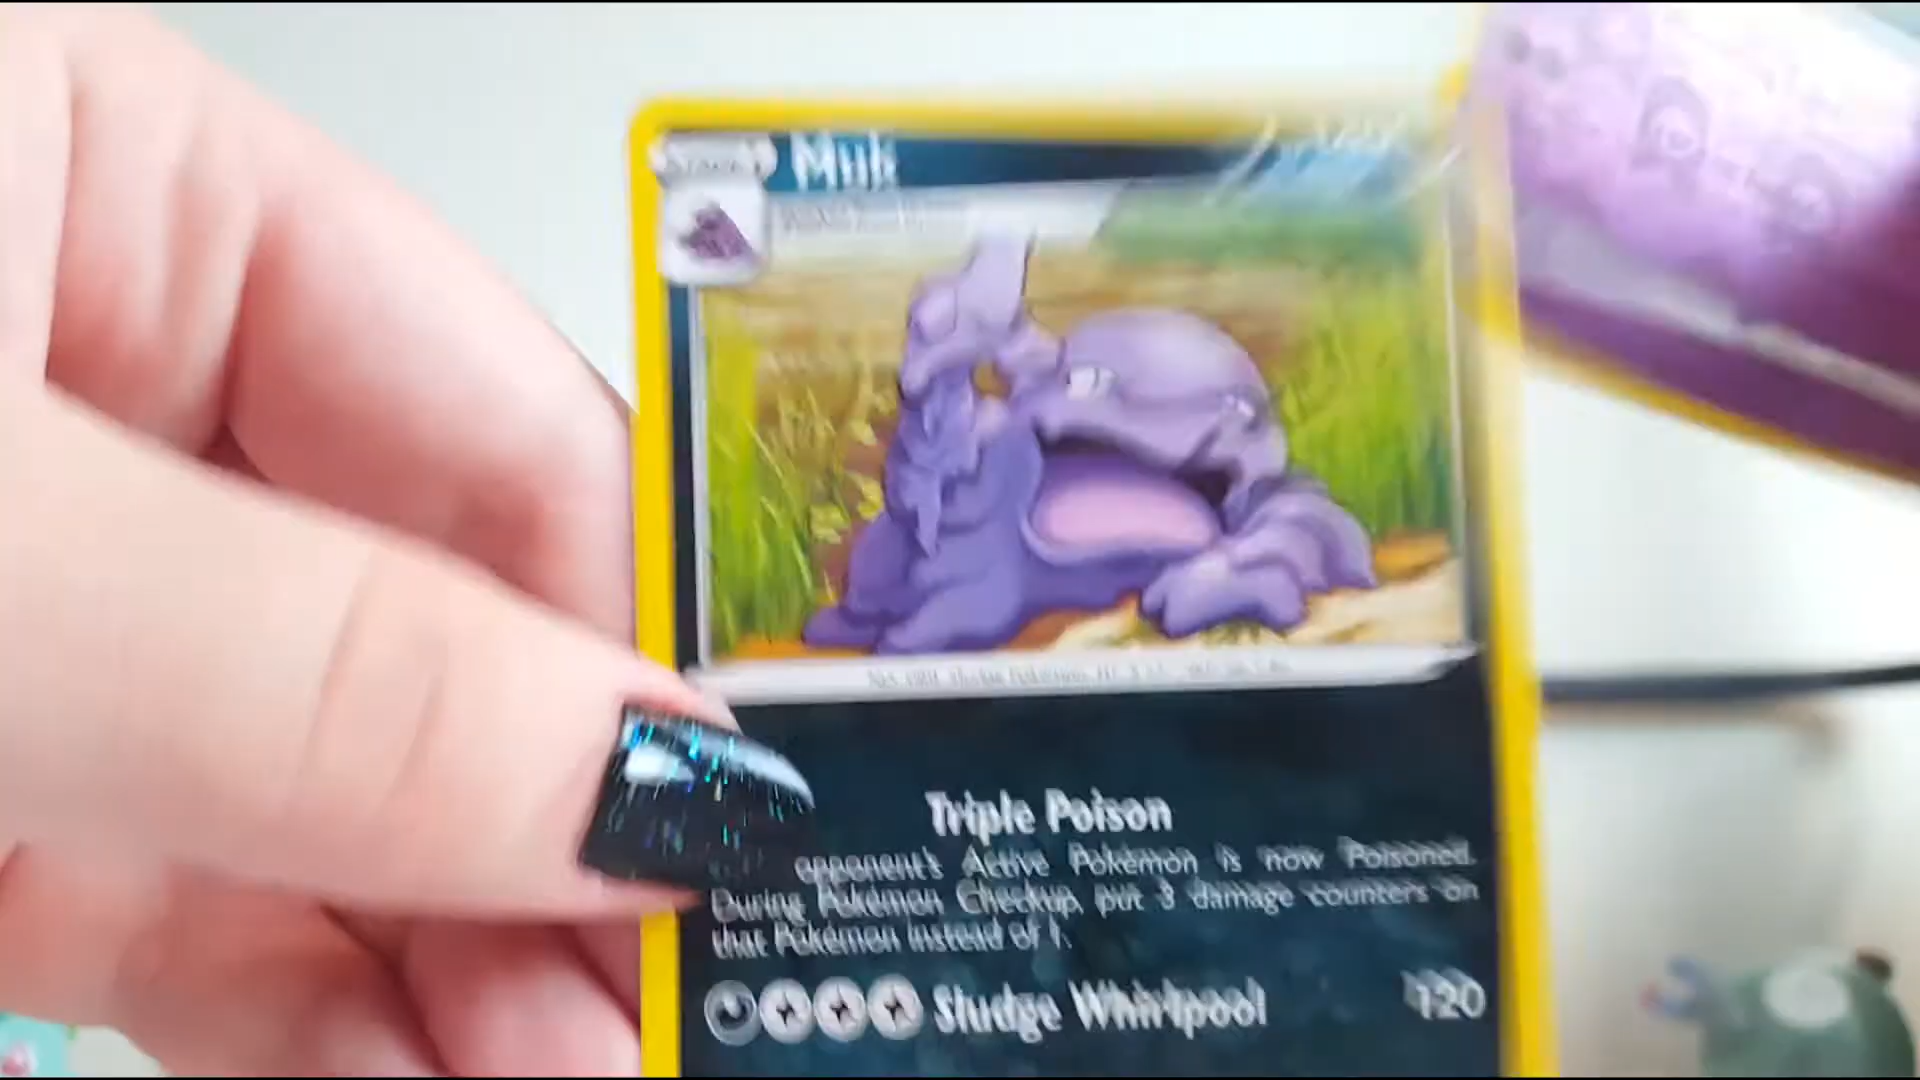 Muk
Triple Poison
opponent's Active Pokémon is now Poisoned.
During Pokémon Checkup, put 3 damage counters on
that Pokémon instead of 1.
Sludge Whirlpool 120